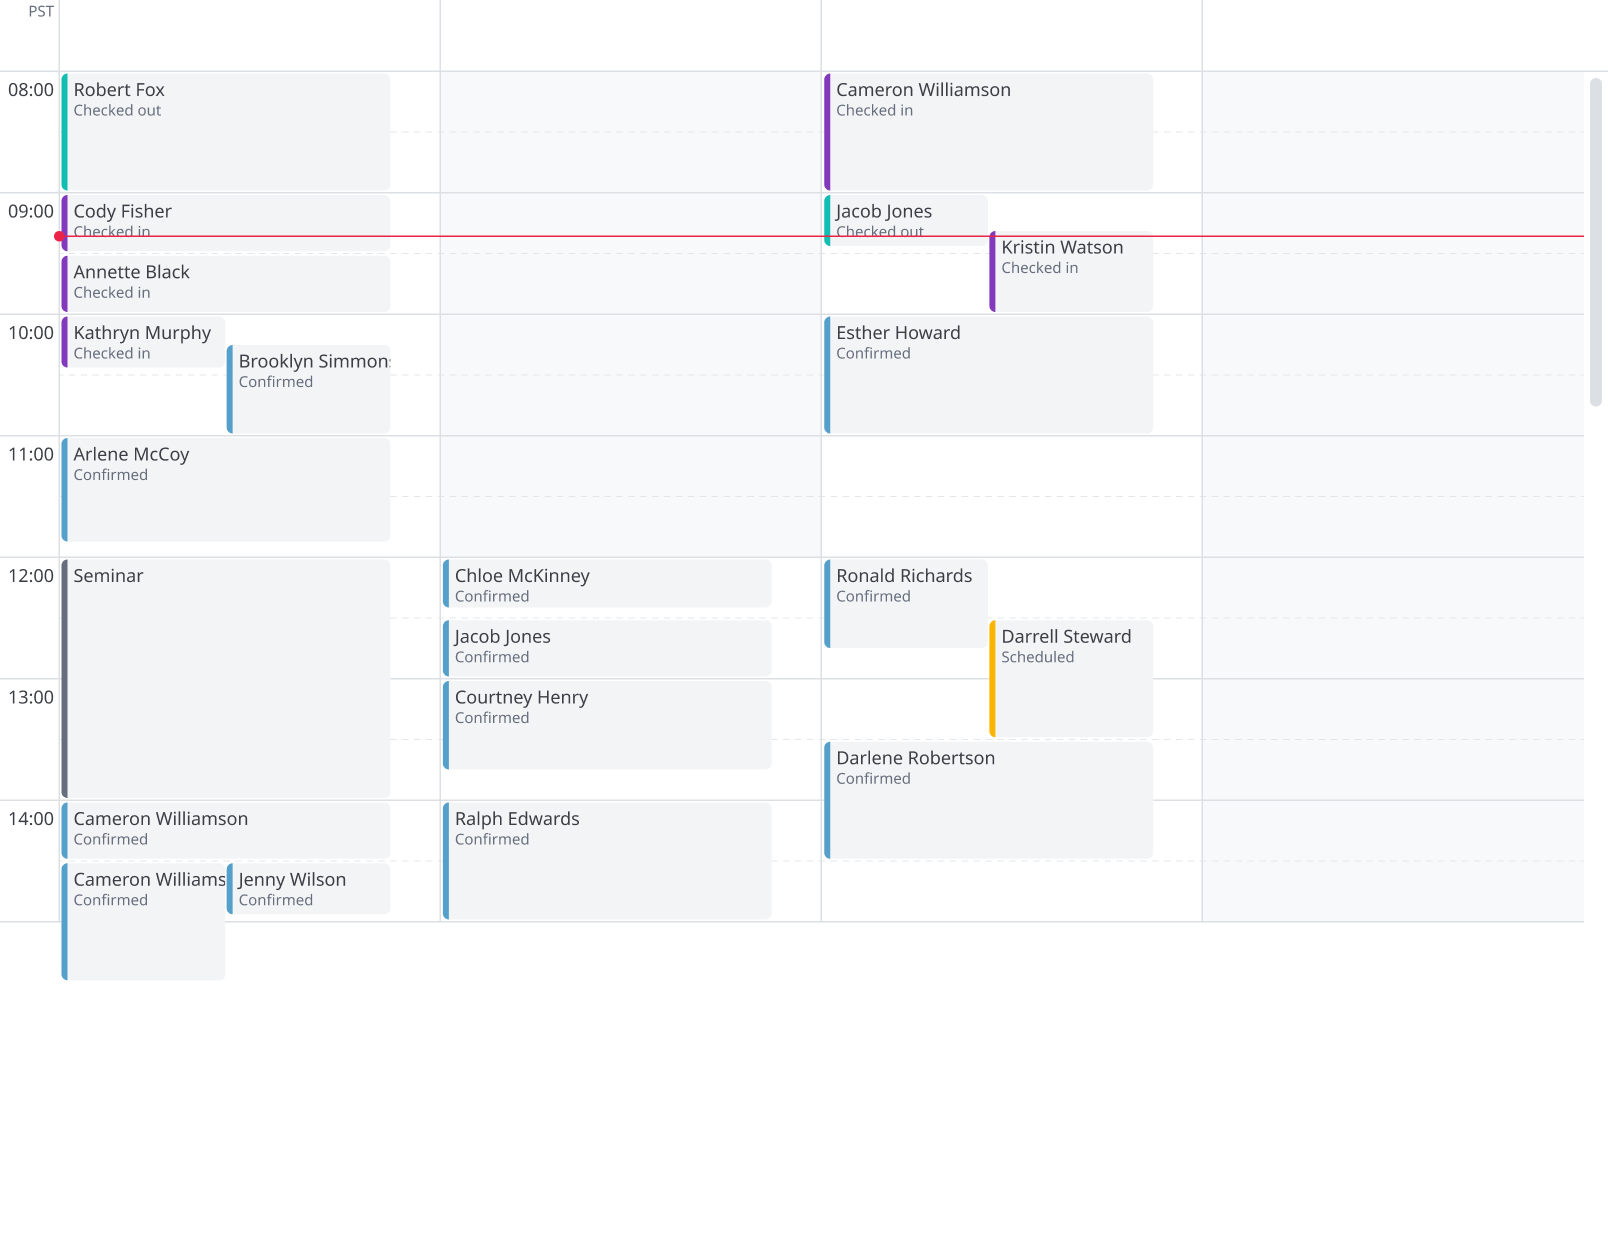 PST
08:00
Robert Fox
Checked out
Cameron Williamson
Checked in
09:00
Cody Fisher
Checked in
Jacob Jones
Checked out
Kristin Watson
Checked in
Annette Black
Checked in
10:00
Kathryn Murphy
Checked in
Brooklyn Simmons
Confirmed
Esther Howard
Confirmed
11:00
Arlene McCoy
Confirmed
12:00
Seminar
Chloe McKinney
Confirmed
Ronald Richards
Confirmed
Jacob Jones
Confirmed
Darrell Steward
Scheduled
13:00
Courtney Henry
Confirmed
Darlene Robertson
Confirmed
14:00
Cameron Williamson
Confirmed
Ralph Edwards
Confirmed
Cameron Williams
Confirmed
Jenny Wilson
Confirmed